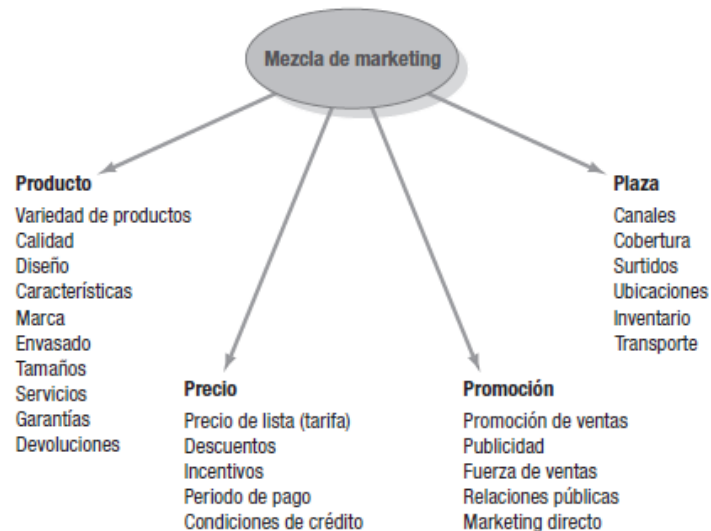 Mezcla de marketing
Producto
Variedad de productos
Calidad
Diseño
Características
Marca
Envasado
Tamaños
Servicios
Garantías
Devoluciones
Precio
Precio de lista (tarifa)
Descuentos
Incentivos
Periodo de pago
Condiciones de crédito
Promoción
Promoción de ventas
Publicidad
Fuerza de ventas
Relaciones públicas
Marketing directo
Plaza
Canales
Cobertura
Surtidos
Ubicaciones
Inventario
Transporte